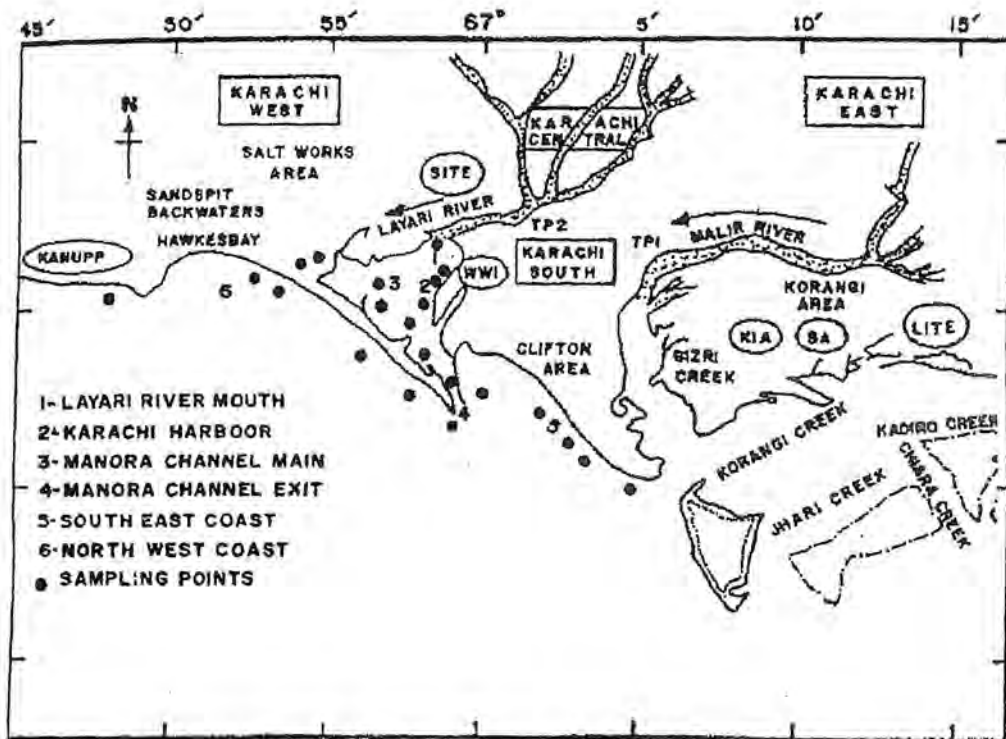 45′ 50′ 55′ 67° 5′ 10′ 15′
N
KARACHI
WEST
KARACHI
CENTRAL
KARACHI
EAST
SALT WORKS
AREA
SITE
SANDSPIT
BACKWATERS
LAYARI RIVER
HAWKESBAY
KANUPP
TP2
TP1
MALIR RIVER
KARACHI
SOUTH
WWI
1
2
3
6
KORANGI
AREA
KIA
SA
LITE
CLIFTON
AREA
GIZRI
CREEK
4
5
KORANGI CREEK
KADIRO CREEK
CHARA CREEK
JHARI CREEK
1-LAYARI RIVER MOUTH
2-KARACHI HARBOOR
3-MANORA CHANNEL MAIN
4-MANORA CHANNEL EXIT
5-SOUTH EAST COAST
6-NORTH WEST COAST
SAMPLING POINTS